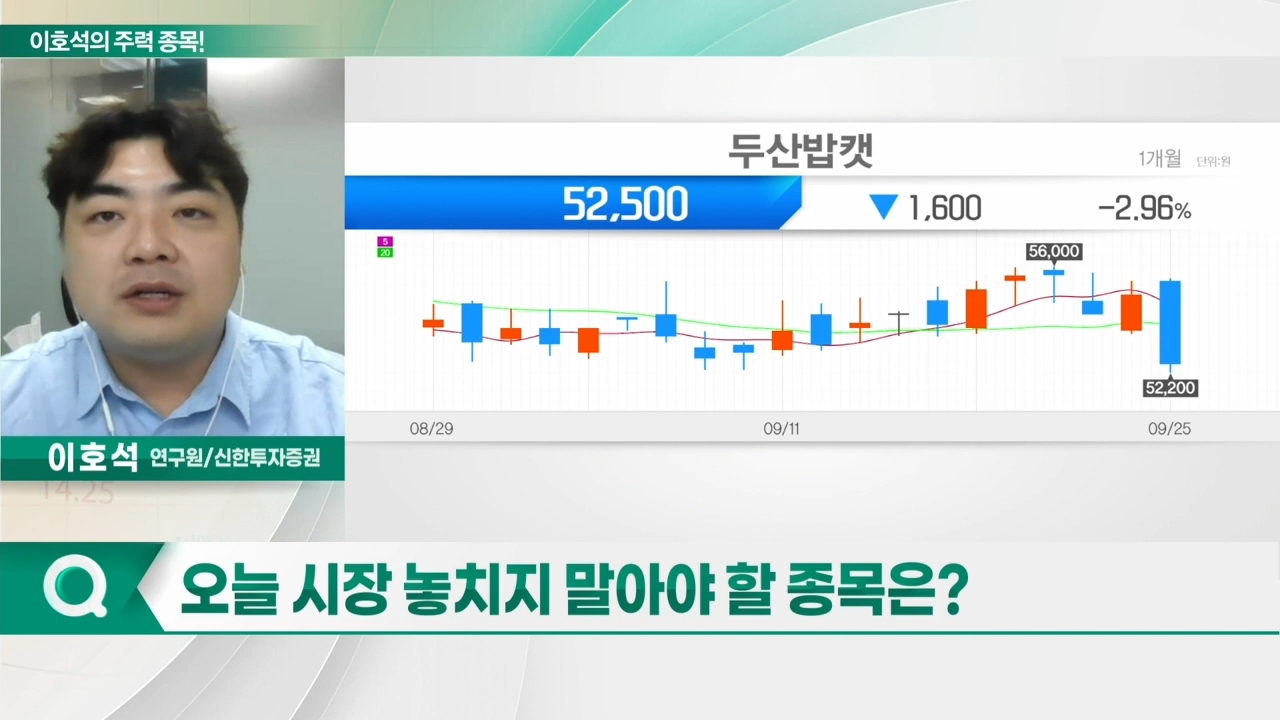 이호석의 주력 종목!
두산밥캣
1개월 단위:원
52,500 ▼ 1,600 -2.96%
5
20
56,000
52,200
08/29 09/11 09/25
이호석 연구원/신한투자증권
14.25
오늘 시장 놓치지 말아야 할 종목은?